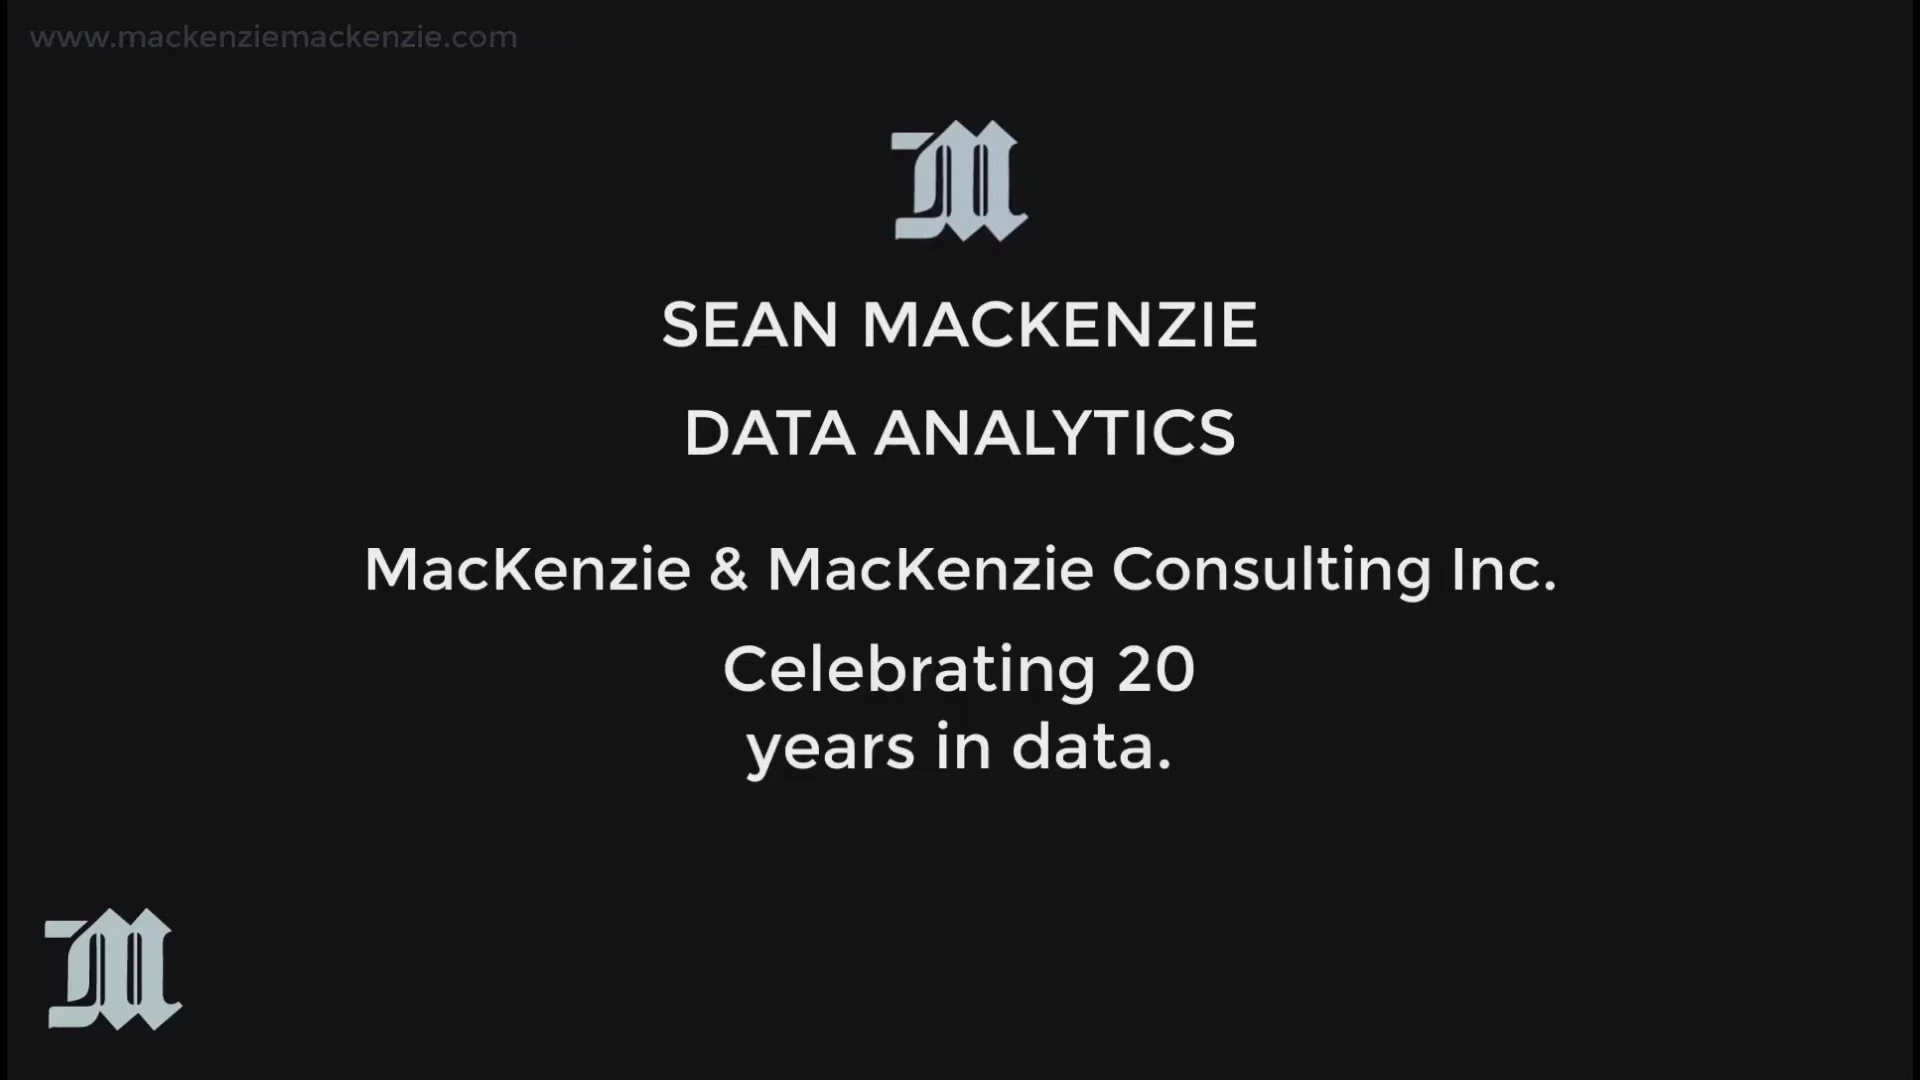 www.mackenziemackenzie.com
M
SEAN MACKENZIE
DATA ANALYTICS
MacKenzie & MacKenzie Consulting Inc.
Celebrating 20
years in data.
M